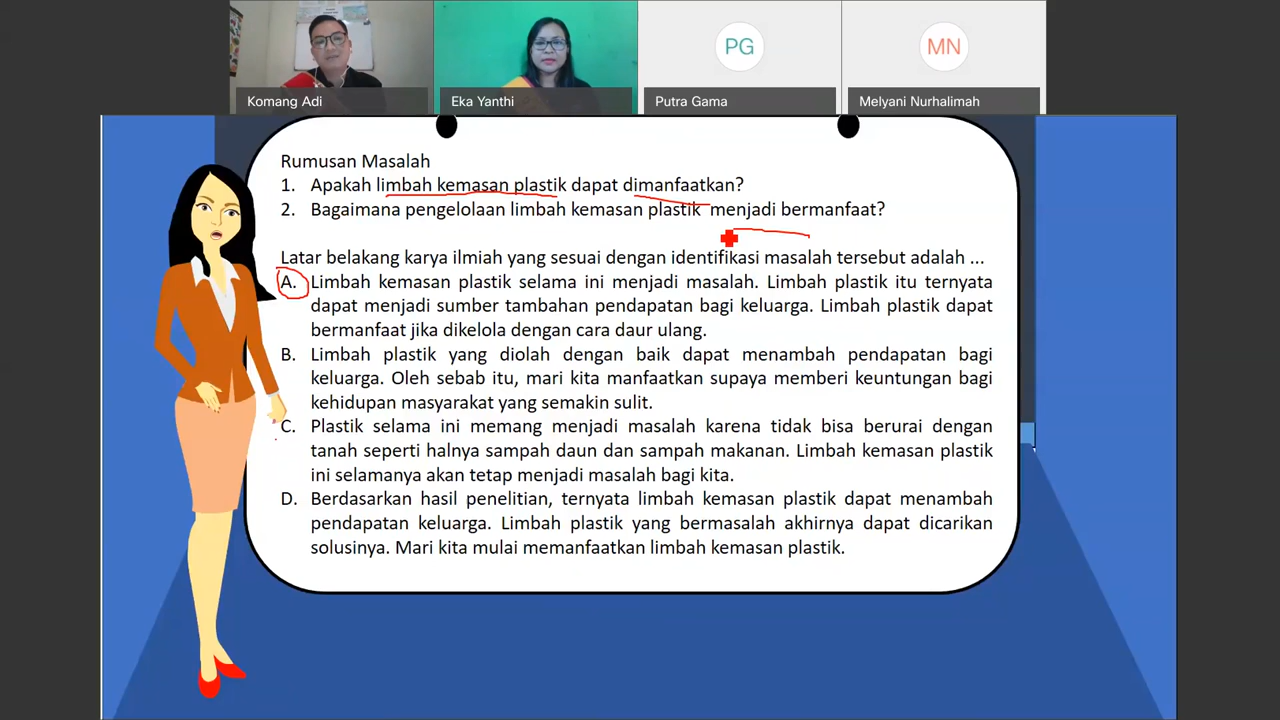 PG
MN
Komang Adi
Eka Yanthi
Putra Gama
Melyani Nurhalimah
Rumusan Masalah
1. Apakah limbah kemasan plastik dapat dimanfaatkan?
2. Bagaimana pengelolaan limbah kemasan plastik menjadi bermanfaat?
Latar belakang karya ilmiah yang sesuai dengan identifikasi masalah tersebut adalah ...
A. Limbah kemasan plastik selama ini menjadi masalah. Limbah plastik itu ternyata
dapat menjadi sumber tambahan pendapatan bagi keluarga. Limbah plastik dapat
bermanfaat jika dikelola dengan cara daur ulang.
B. Limbah plastik yang diolah dengan baik dapat menambah pendapatan bagi
keluarga. Oleh sebab itu, mari kita manfaatkan supaya memberi keuntungan bagi
kehidupan masyarakat yang semakin sulit.
C. Plastik selama ini memang menjadi masalah karena tidak bisa berurai dengan
tanah seperti halnya sampah daun dan sampah makanan. Limbah kemasan plastik
ini selamanya akan tetap menjadi masalah bagi kita.
D. Berdasarkan hasil penelitian, ternyata limbah kemasan plastik dapat menambah
pendapatan keluarga. Limbah plastik yang bermasalah akhirnya dapat dicarikan
solusinya. Mari kita mulai memanfaatkan limbah kemasan plastik.